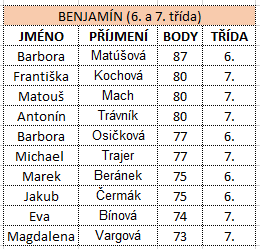 BENJAMÍN (6. a 7. třída)
JMÉNO PŘÍJMENÍ BODY TŘÍDA
Barbora Matúšová 87 6.
Františka Kochová 80 7.
Matouš Mach 80 7.
Antonín Trávník 80 7.
Barbora Osičková 77 6.
Michael Trajer 77 7.
Marek Beránek 75 6.
Jakub Čermák 75 6.
Eva Bínová 74 7.
Magdalena Vargová 73 7.